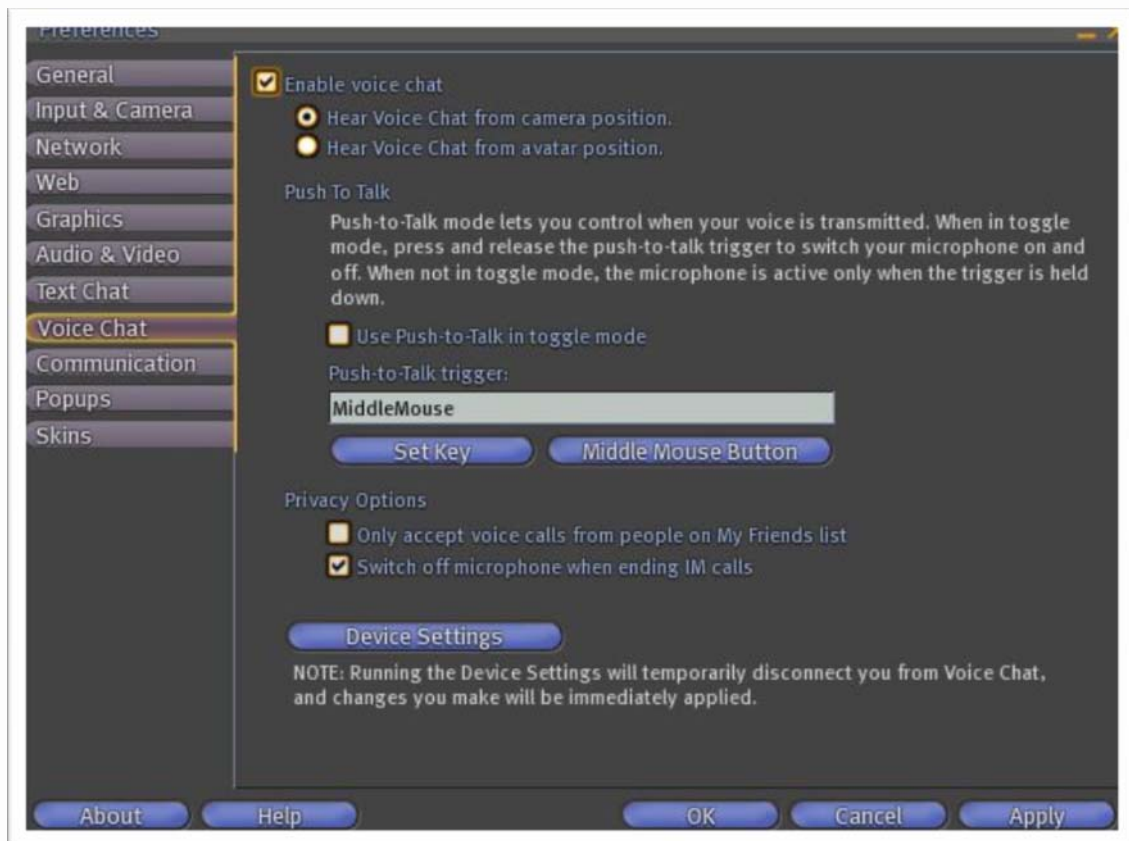 Preferences
General
Input & Camera
Network
Web
Graphics
Audio & Video
Text Chat
Voice Chat
Communication
Popups
Skins
Enable voice chat
Hear Voice Chat from camera position.
Hear Voice Chat from avatar position.
Push To Talk
Push-to-Talk mode lets you control when your voice is transmitted. When in toggle
mode, press and release the push-to-talk trigger to switch your microphone on and
off. When not in toggle mode, the microphone is active only when the trigger is held
down.
Use Push-to-Talk in toggle mode
Push-to-Talk trigger:
MiddleMouse
Set Key
Middle Mouse Button
Privacy Options
Only accept voice calls from people on My Friends list
Switch off microphone when ending IM calls
Device Settings
NOTE: Running the Device Settings will temporarily disconnect you from Voice Chat,
and changes you make will be immediately applied.
About
Help
OK
Cancel
Apply